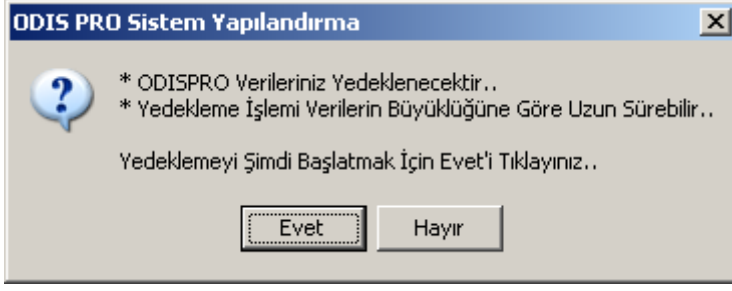 ODIS PRO Sistem Yapılandırma
* ODISPRO Verileriniz Yedeklenecektir..
* Yedekleme İşlemi Verilerin Büyüklüğüne Göre Uzun Sürebilir..
Yedeklemeyi Şimdi Başlatmak İçin Evet'i Tıklayınız..
Evet
Hayır